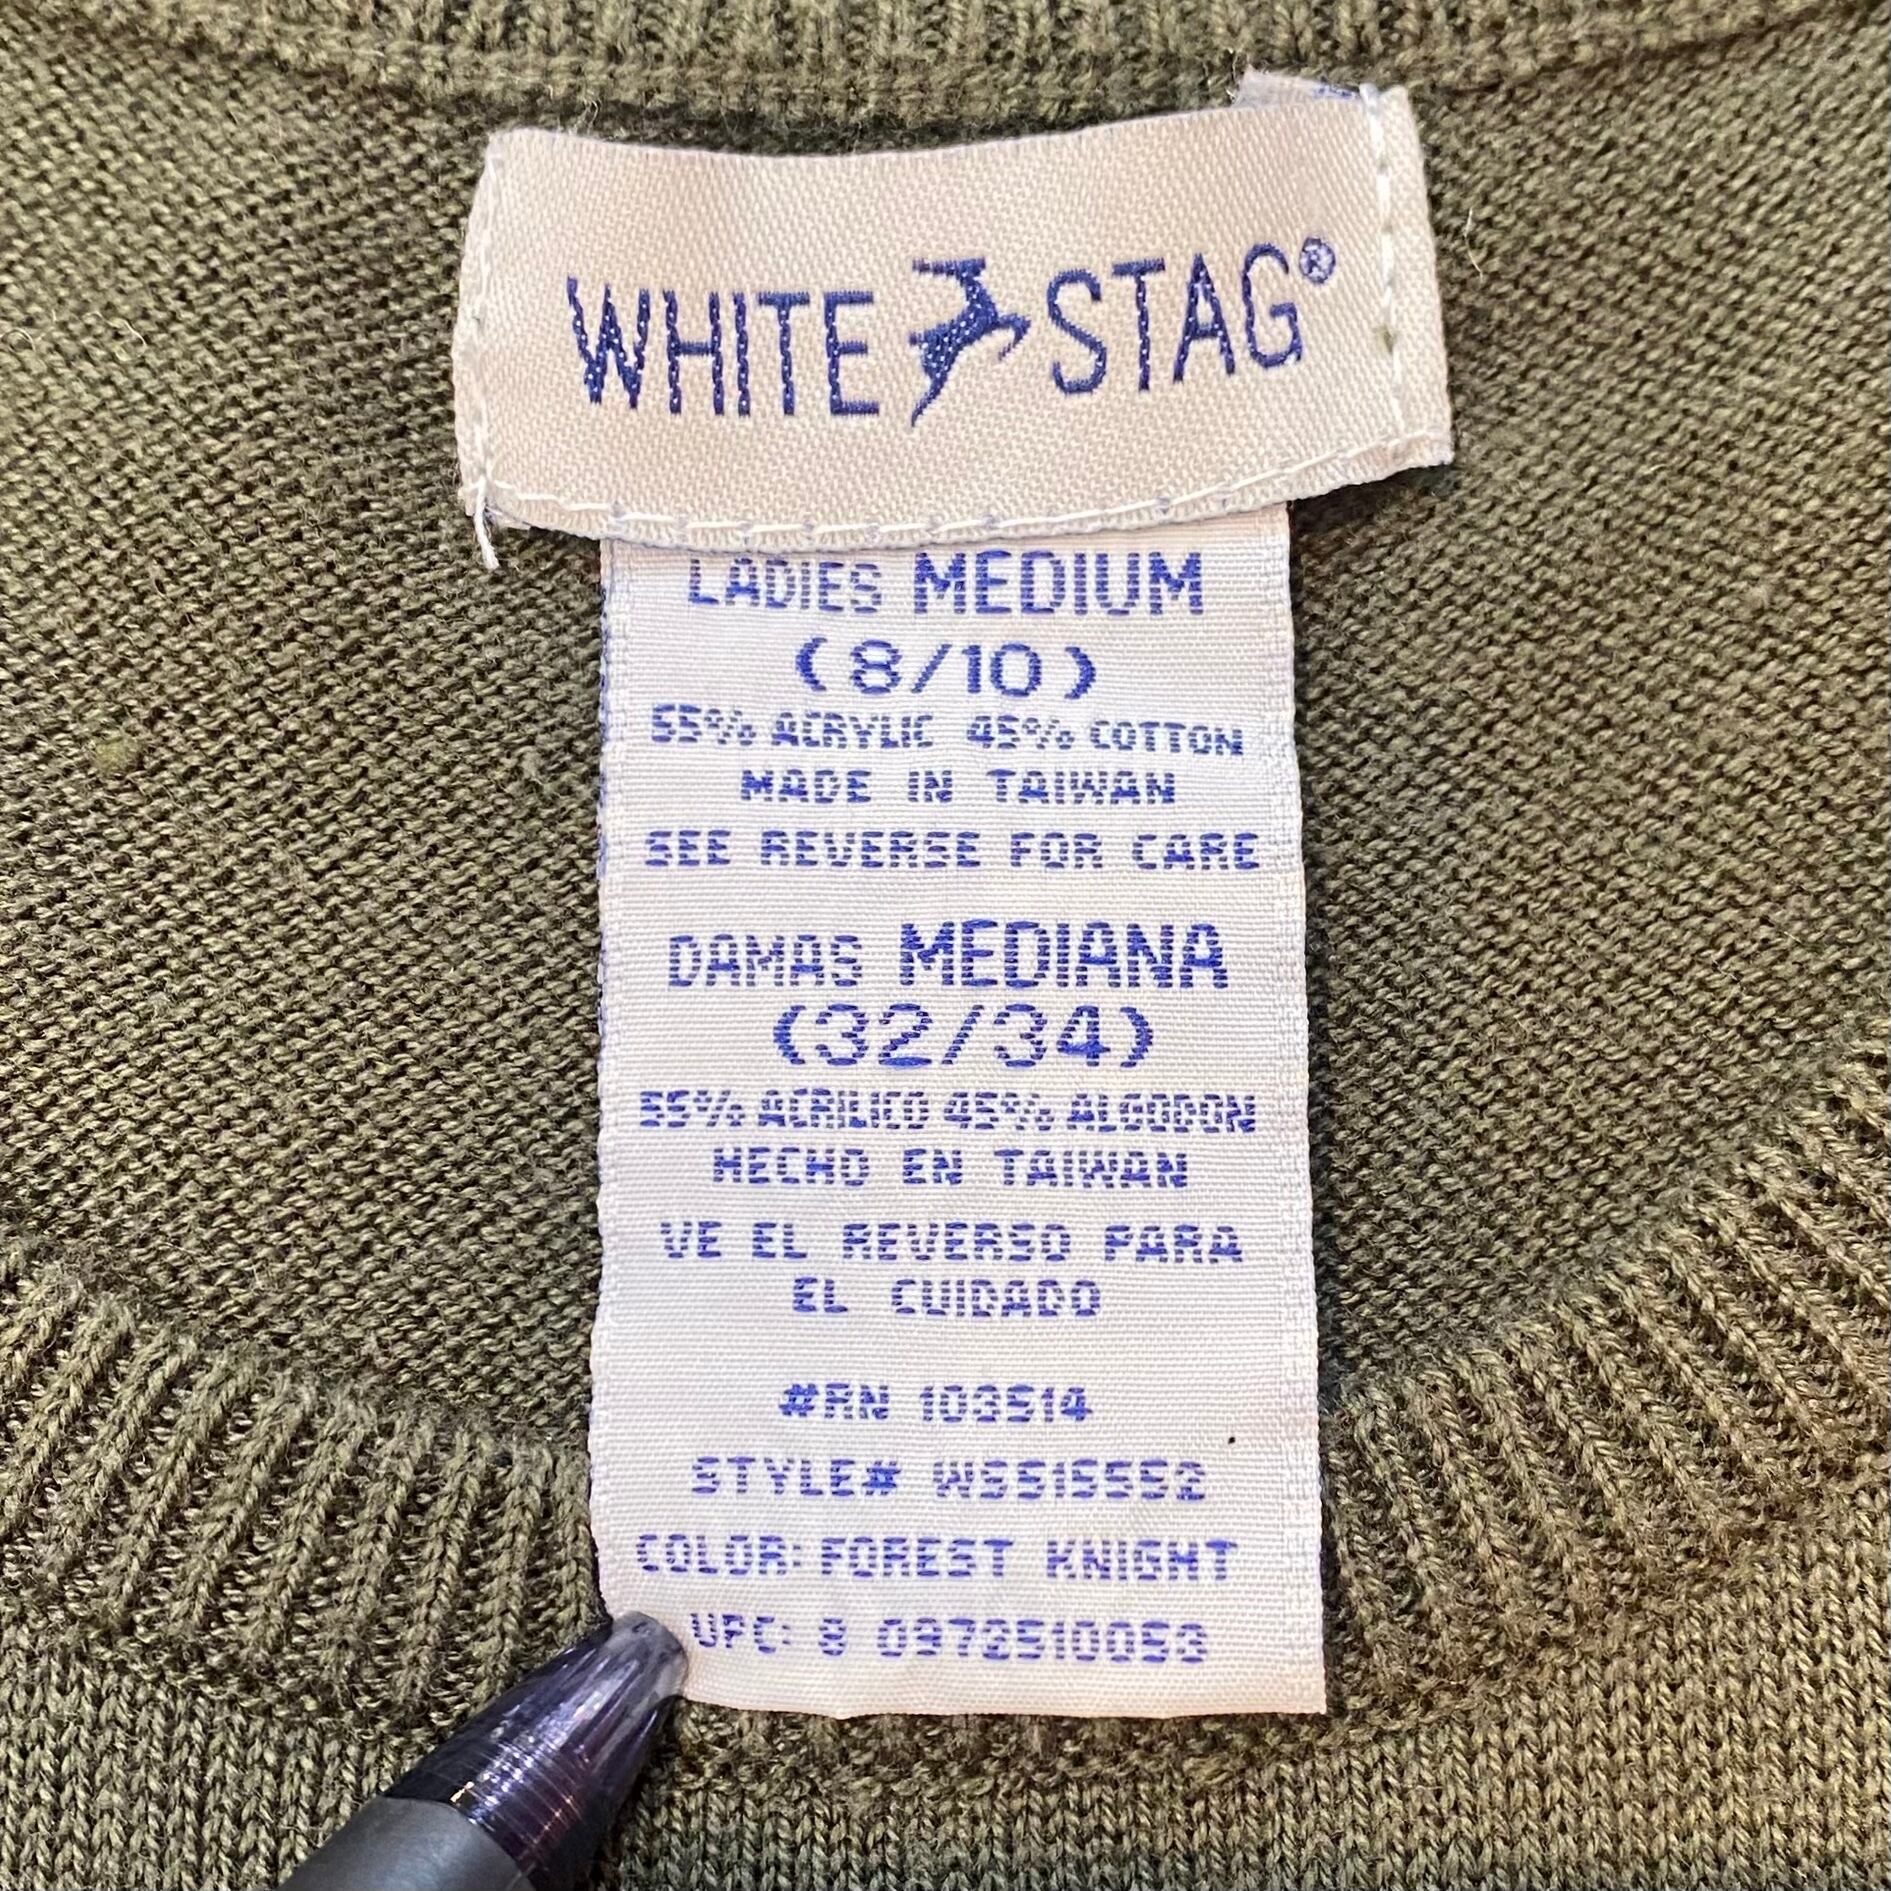 WHITE STAG®
LADIES MEDIUM
(8/10)
55% ACRYLIC 45% COTTON
MADE IN TAIWAN
SEE REVERSE FOR CARE
DAMAS MEDIANA
(32/34)
55% ACRILICO 45% ALGODON
HECHO EN TAIWAN
VE EL REVERSO PARA
EL CUIDADO
#RN 103514
STYLE# WSS15552
COLOR: FOREST KNIGHT
UPC: 8 0972510053